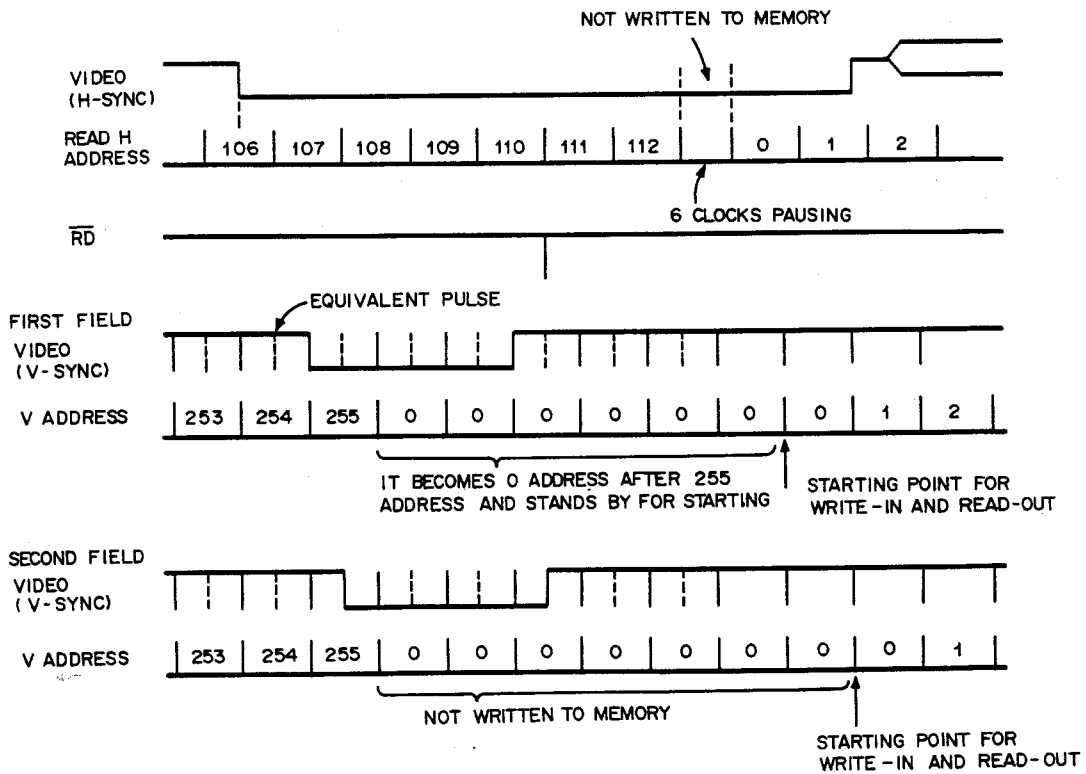 NOT WRITTEN TO MEMORY
VIDEO
(H-SYNC)
READ H
ADDRESS
106 107 108 109 110 111 112 0 1 2
6 CLOCKS PAUSING
RD
EQUIVALENT PULSE
FIRST FIELD
VIDEO
(V-SYNC)
V ADDRESS
253 254 255 0 0 0 0 0 0 0 1 2
IT BECOMES 0 ADDRESS AFTER 255
ADDRESS AND STANDS BY FOR STARTING
STARTING POINT FOR
WRITE-IN AND READ-OUT
SECOND FIELD
VIDEO
(V-SYNC)
V ADDRESS
253 254 255 0 0 0 0 0 0 0 0 1
NOT WRITTEN TO MEMORY
STARTING POINT FOR
WRITE-IN AND READ-OUT